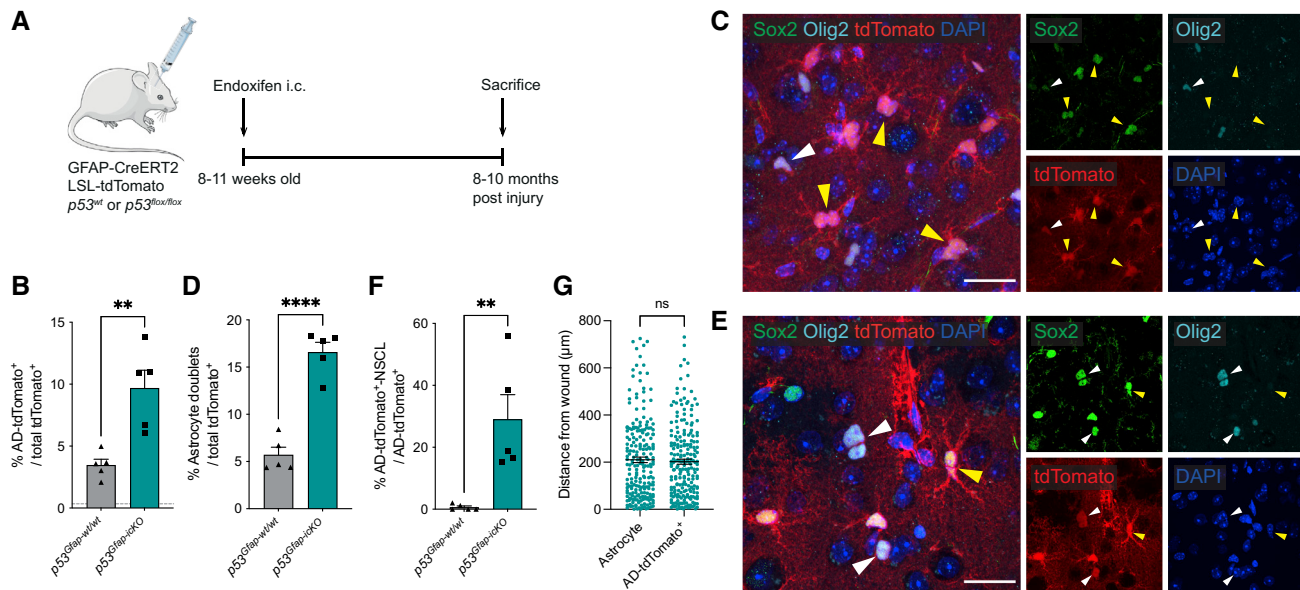 A
Endoxifen i.c.
Sacrifice
GFAP-CreERT2
LSL-tdTomato
p53wt or p53flox/flox
8-11 weeks old
8-10 months
post injury
B
**
% AD-tdTomato+
/ total tdTomato+
15
10
5
0
p53Gfap-wt/wt
p53Gfap-icKO
D
****
% Astrocyte doublets
/ total tdTomato+
20
15
10
5
0
p53Gfap-wt/wt
p53Gfap-icKO
F
**
% AD-tdTomato+-NSCL
/ AD-tdTomato+
60
40
20
0
p53Gfap-wt/wt
p53Gfap-icKO
G
ns
Distance from wound (µm)
800
600
400
200
0
Astrocyte
AD-tdTomato+
C
Sox2 Olig2 tdTomato DAPI
Sox2
Olig2
tdTomato
DAPI
E
Sox2 Olig2 tdTomato DAPI
Sox2
Olig2
tdTomato
DAPI